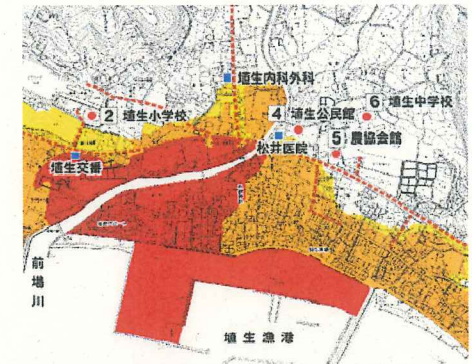 埴生内科外科
2 埴生小学校
4 埴生公民館
6 埴生中学校
松井医院
5 農協会館
埴生交番
前場川
埴生漁港